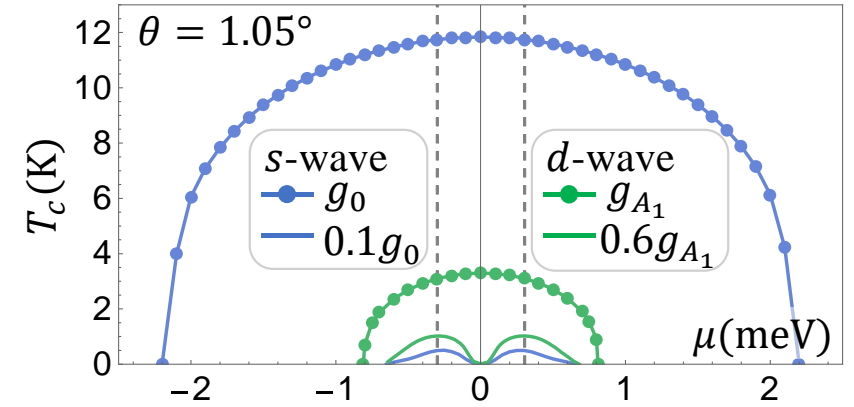 θ = 1.05°
T_c(K)
12
10
8
6
4
2
0
s-wave
g_0
0.1g_0
d-wave
g_{A_1}
0.6g_{A_1}
μ(meV)
−2 −1 0 1 2